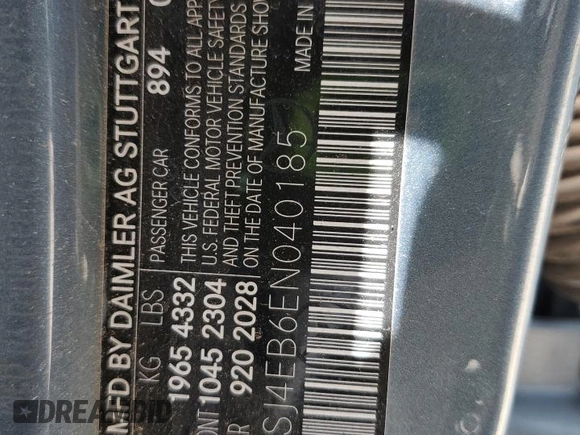 MFD BY DAIMLER AG STUTTGART
894
KG LBS PASSENGER CAR
1965 4332 THIS VEHICLE CONFORMS TO ALL
1045 2304 U.S. FEDERAL MOTOR VEHICLE SAFETY
920 2028 AND THEFT PREVENTION STANDARDS
ON THE DATE OF MANUFACTURE
MADE IN
SJ4EB6EN040185
DREAMBID